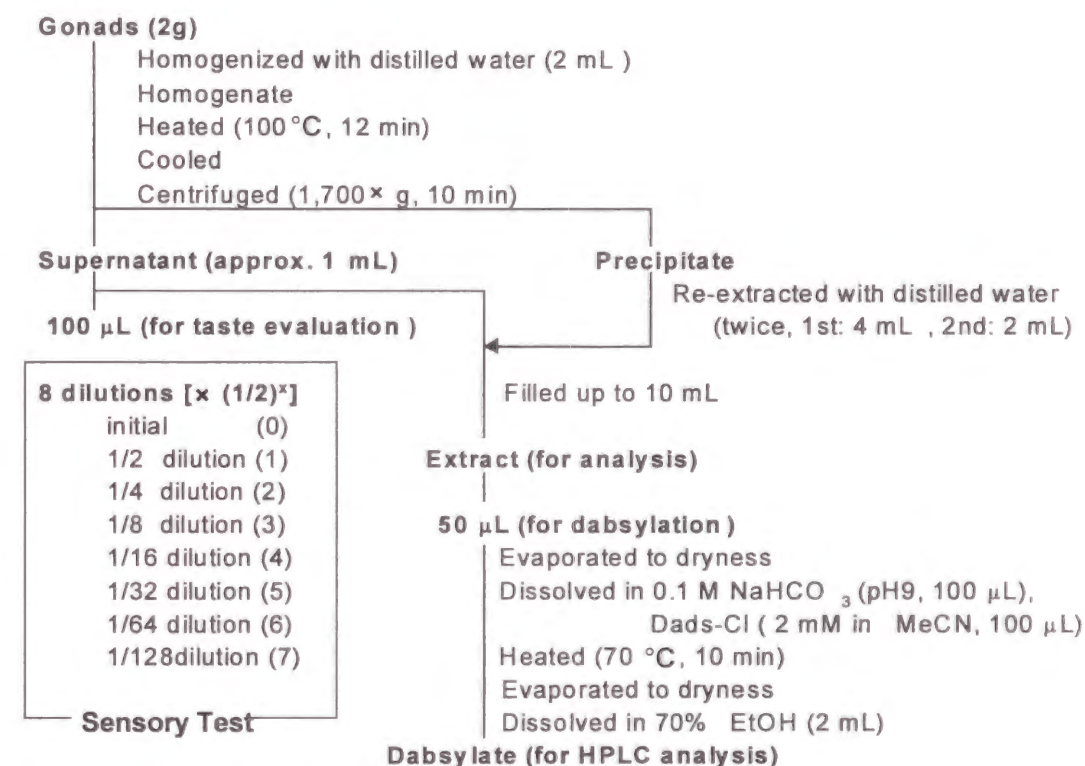 Gonads (2g)
Homogenized with distilled water (2 mL )
Homogenate
Heated (100 °C, 12 min)
Cooled
Centrifuged (1,700 × g, 10 min)
Supernatant (approx. 1 mL)
Precipitate
Re-extracted with distilled water
(twice, 1st: 4 mL , 2nd: 2 mL)
100 µL (for taste evaluation )
8 dilutions [× (1/2)ˣ]
initial (0)
1/2 dilution (1)
1/4 dilution (2)
1/8 dilution (3)
1/16 dilution (4)
1/32 dilution (5)
1/64 dilution (6)
1/128dilution (7)
Sensory Test
Filled up to 10 mL
Extract (for analysis)
50 µL (for dabsylation )
Evaporated to dryness
Dissolved in 0.1 M NaHCO ₃ (pH9, 100 µL),
Dads-Cl ( 2 mM in MeCN, 100 µL)
Heated (70 °C, 10 min)
Evaporated to dryness
Dissolved in 70% EtOH (2 mL)
Dabsylate (for HPLC analysis)